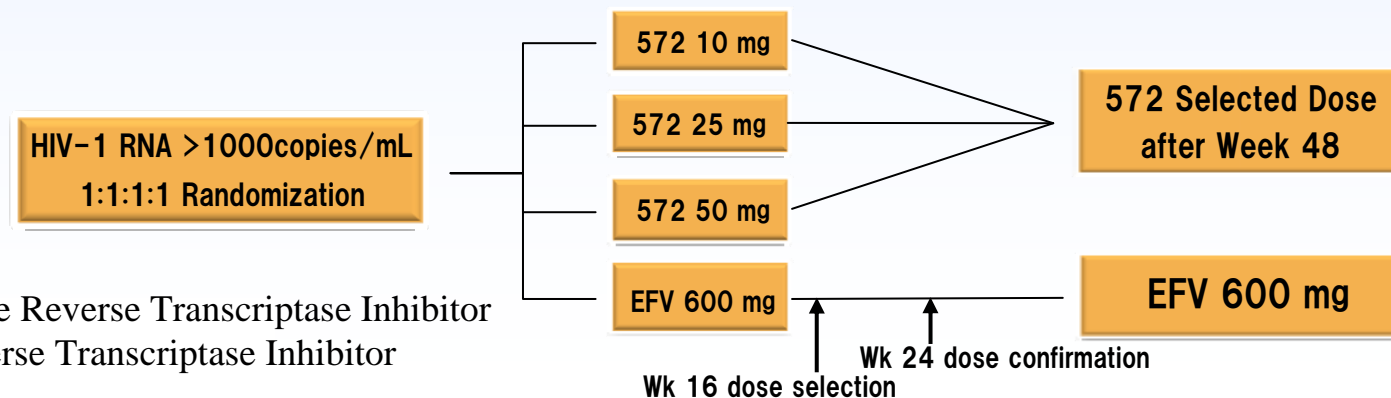 572 10 mg
572 25 mg
572 50 mg
EFV 600 mg
HIV-1 RNA >1000copies/mL
1:1:1:1 Randomization
572 Selected Dose
after Week 48
EFV 600 mg
Reverse Transcriptase Inhibitor
Transcriptase Inhibitor
Wk 24 dose confirmation
Wk 16 dose selection